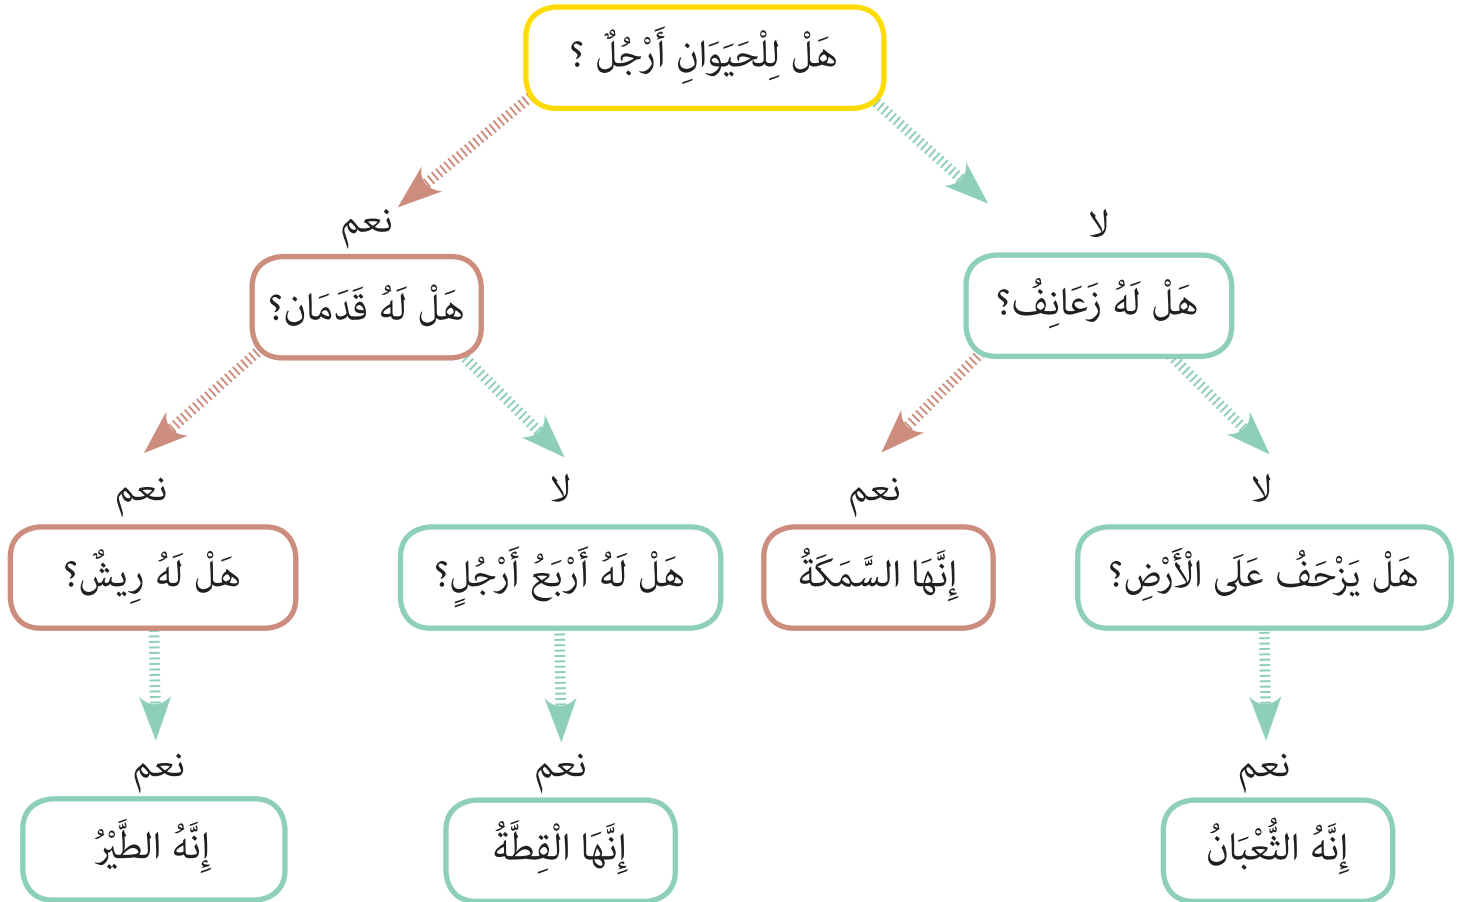 هَلْ لِلْحَيَوَانِ أَرْجُلٌ ؟
لا
نعم
هَلْ لَهُ زَعَانِفُ؟
هَلْ لَهُ قَدَمَان؟
لا
نعم
لا
نعم
هَلْ يَزْحَفُ عَلَى الْأَرْضِ؟
إِنَّهَا السَّمَكَةُ
هَلْ لَهُ أَرْبَعُ أَرْجُلٍ؟
هَلْ لَهُ رِيشٌ؟
نعم
نعم
نعم
إِنَّهُ الثُّعْبَانُ
إِنَّهَا الْقِطَّةُ
إِنَّهُ الطَّيْرُ